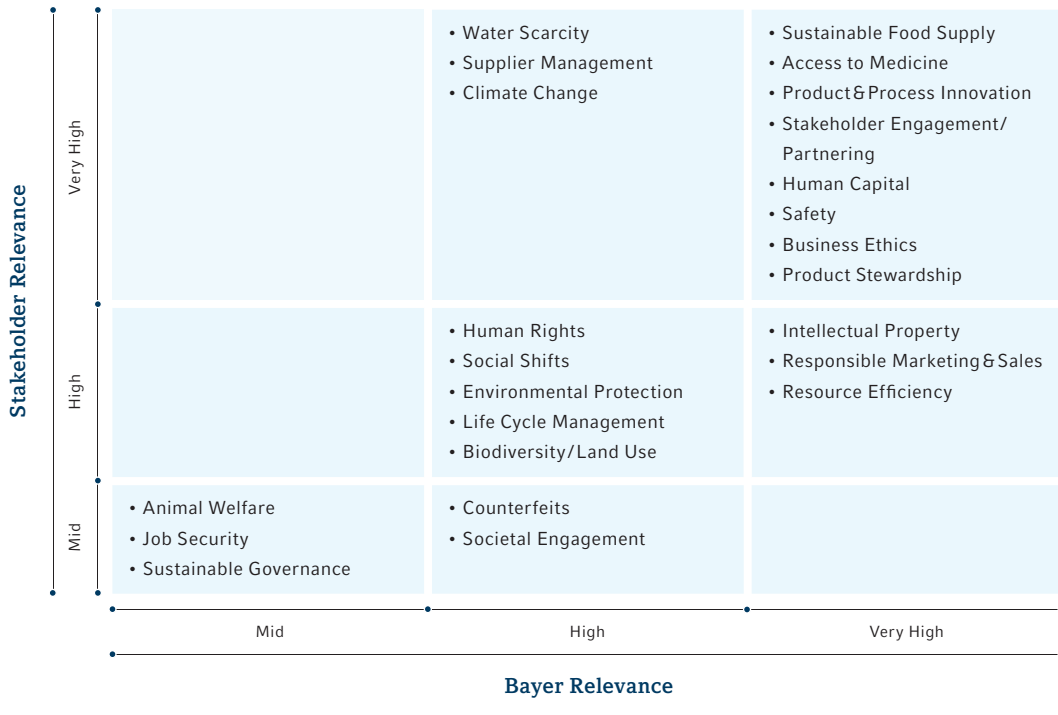 Stakeholder Relevance
Very High
• Water Scarcity
• Supplier Management
• Climate Change
• Sustainable Food Supply
• Access to Medicine
• Product & Process Innovation
• Stakeholder Engagement/
Partnering
• Human Capital
• Safety
• Business Ethics
• Product Stewardship
High
• Human Rights
• Social Shifts
• Environmental Protection
• Life Cycle Management
• Biodiversity/Land Use
• Intellectual Property
• Responsible Marketing & Sales
• Resource Efficiency
Mid
• Animal Welfare
• Job Security
• Sustainable Governance
• Counterfeits
• Societal Engagement
Mid
High
Very High
Bayer Relevance